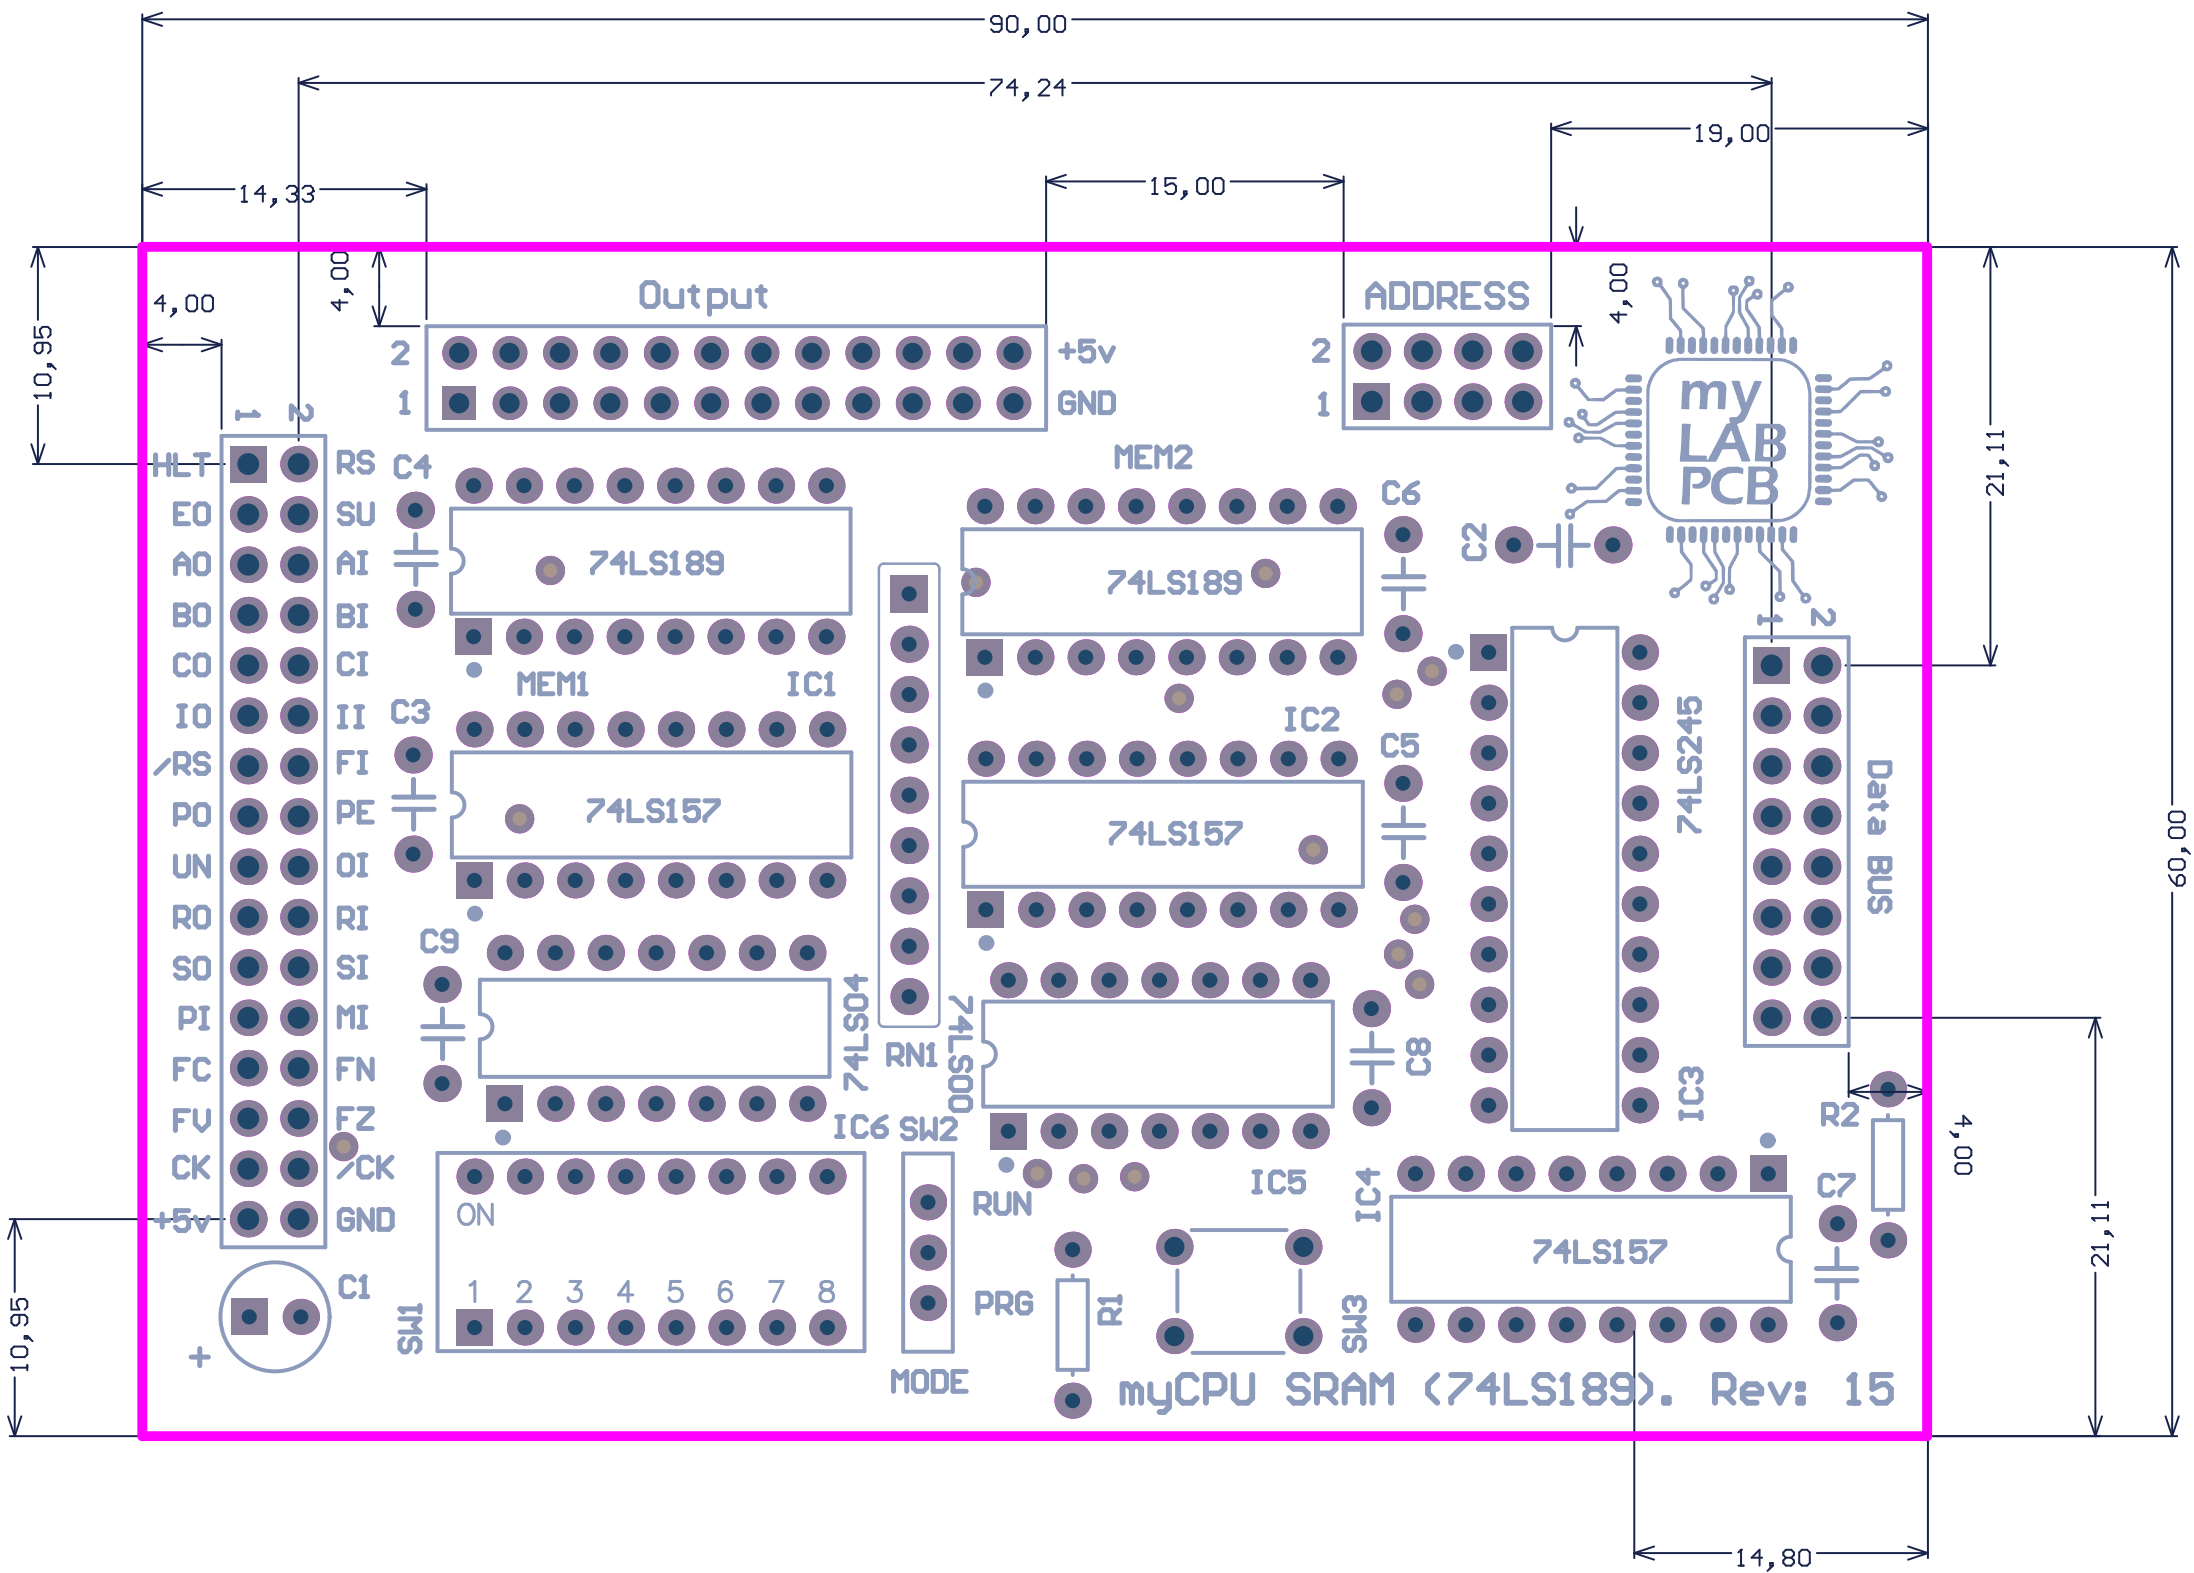 90,00
74,24
19,00
14,33
15,00
4,00
4,00
4,00
10,95
Output
ADDRESS
2
+5v
2
1
GND
1
my
LAB
PCB
21,11
1
2
HLT
RS
EO
SU
AO
AI
BO
BI
CO
CI
IO
II
/RS
FI
PO
PE
UN
OI
RO
RI
SO
SI
PI
MI
FC
FN
FV
FZ
CK
/CK
+5v
GND
C4
74LS189
MEM1
IC1
MEM2
74LS189
IC2
C6
C2
C3
74LS157
74LS157
C5
74LS245
IC3
1
2
Data BUS
60,00
C9
74LS04
IC6
RN1
74LS00
IC5
C8
R2
4,00
C7
SW2
RUN
PRG
MODE
ON
1 2 3 4 5 6 7 8
SW1
C1
+
10,95
R1
SW3
IC4
74LS157
21,11
myCPU SRAM (74LS189). Rev: 15
14,80